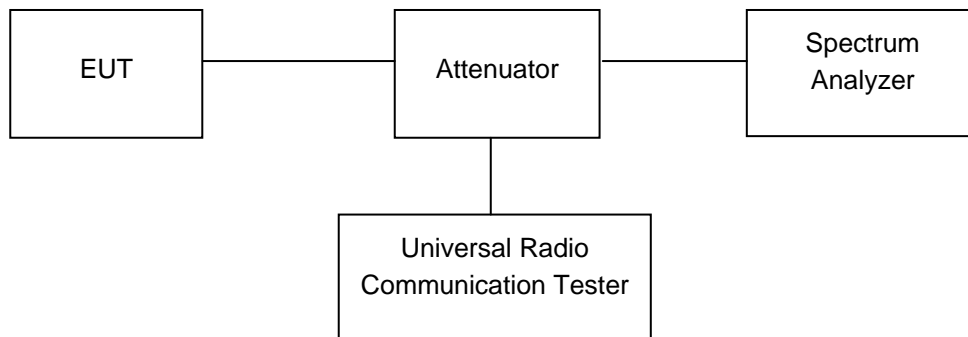 EUT
Attenuator
Spectrum
Analyzer
Universal Radio
Communication Tester